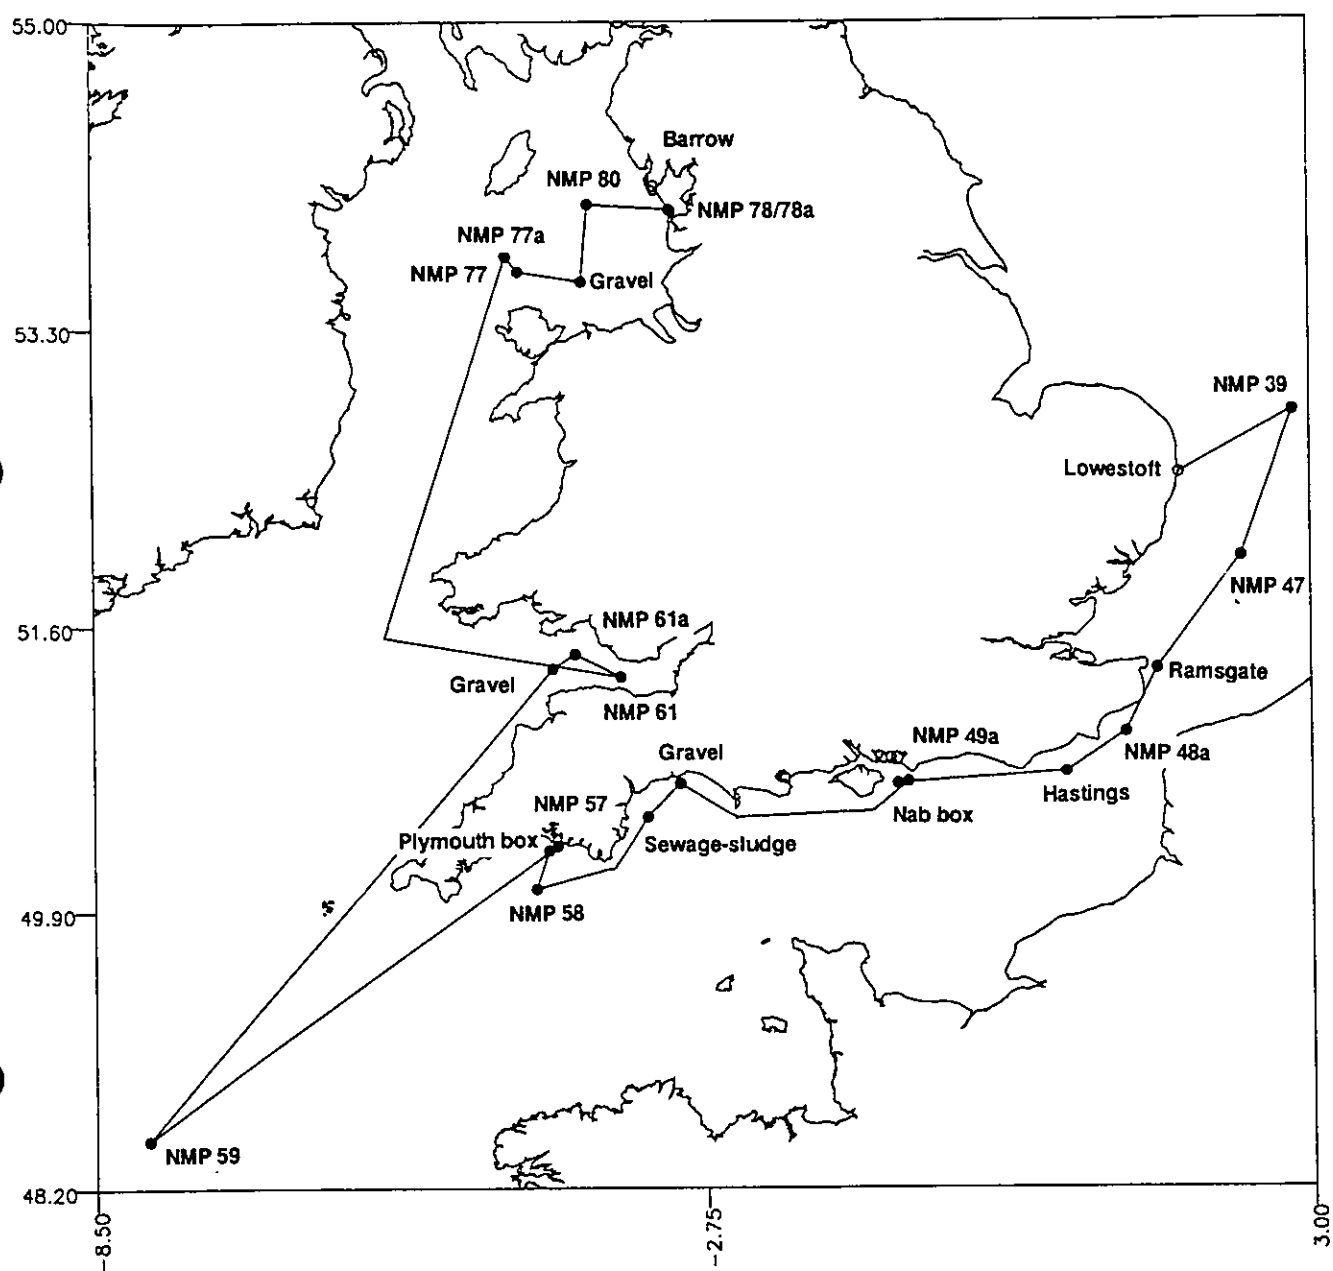 55.00
Barrow
NMP 80
NMP 78/78a
NMP 77a
NMP 77
Gravel
53.30
NMP 39
Lowestoft
NMP 47
51.60
NMP 61a
Gravel
NMP 61
Ramsgate
NMP 49a
NMP 48a
Gravel
Hastings
Nab box
NMP 57
Plymouth box
Sewage-sludge
NMP 58
49.90
NMP 59
48.20
-8.50
-2.75
3.00